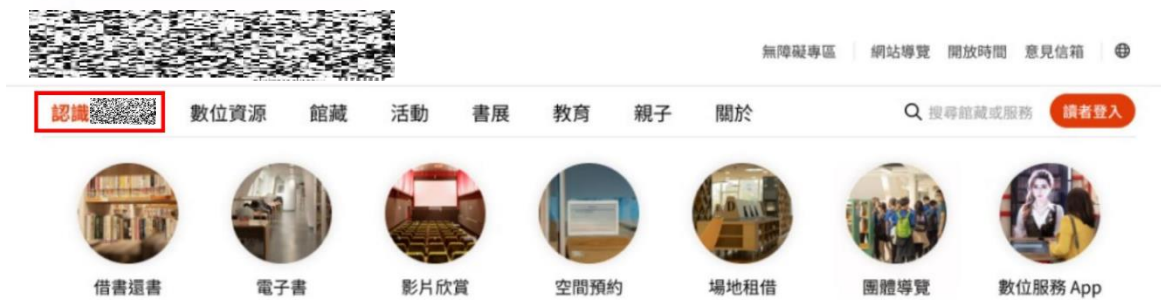 無障礙專區 網站導覽 開放時間 意見信箱
認識 數位資源 館藏 活動 書展 教育 親子 關於 搜尋館藏或服務 讀者登入
借書還書 電子書 影片欣賞 空間預約 場地租借 團體導覽 數位服務 App